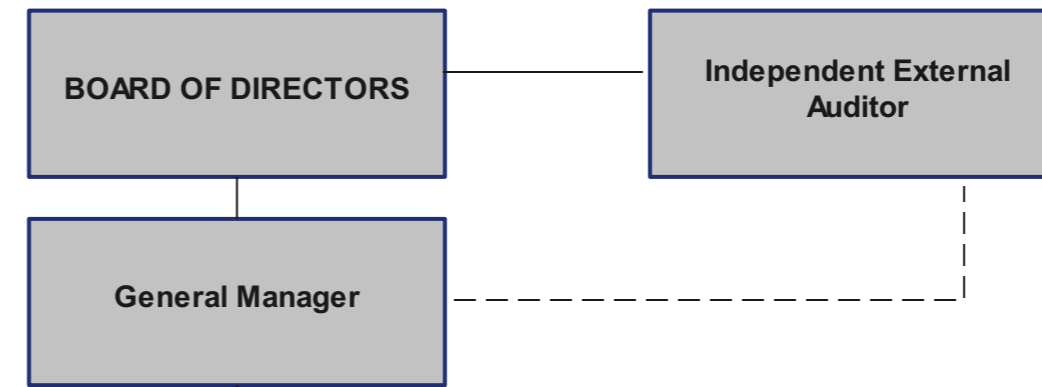 BOARD OF DIRECTORS
Independent External
Auditor
General Manager